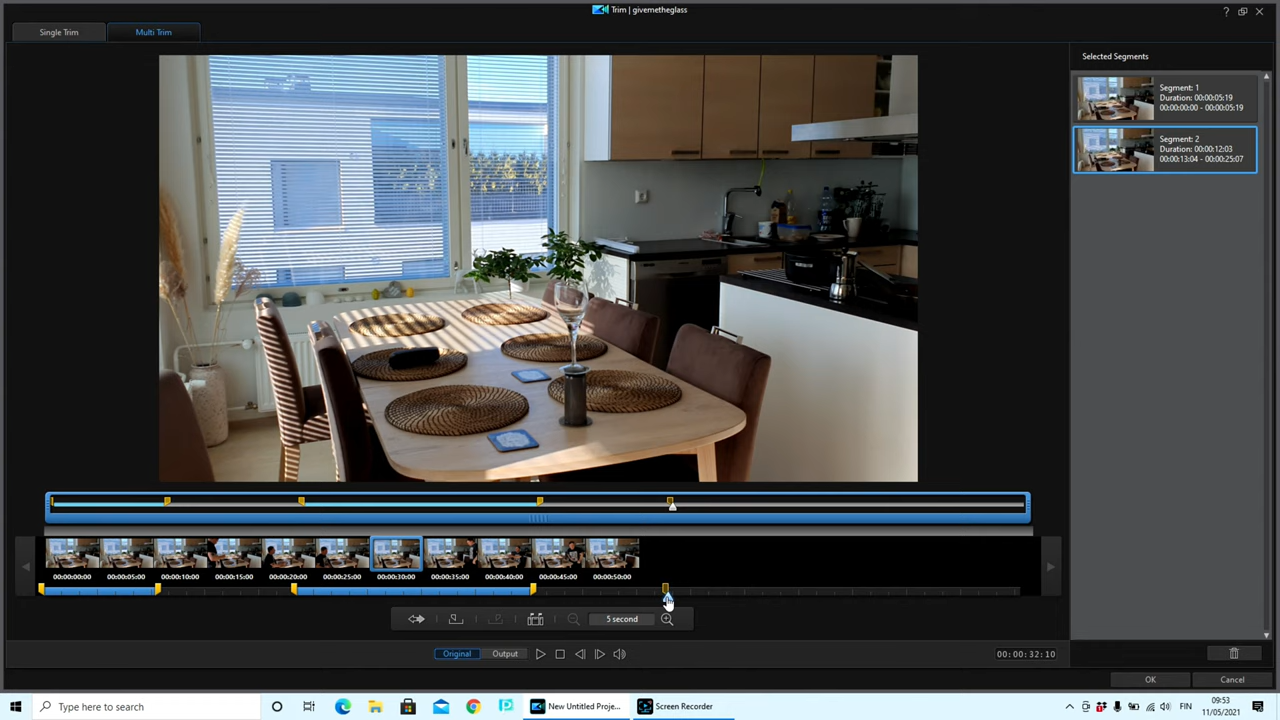 Trim | givemetheglass
?
Single Trim
Multi Trim
Selected Segments
Segment: 1
Duration: 00:00:05:19
00:00:00:00 - 00:00:05:19
Segment: 2
Duration: 00:00:12:03
00:00:13:04 - 00:00:25:07
00:00:00:00
00:00:05:00
00:00:10:00
00:00:15:00
00:00:20:00
00:00:25:00
00:00:30:00
00:00:35:00
00:00:40:00
00:00:45:00
00:00:50:00
5 second
Original
Output
00:00:32:10
OK
Cancel
Type here to search
New Untitled Proje...
Screen Recorder
FIN
09:53
11/05/2021